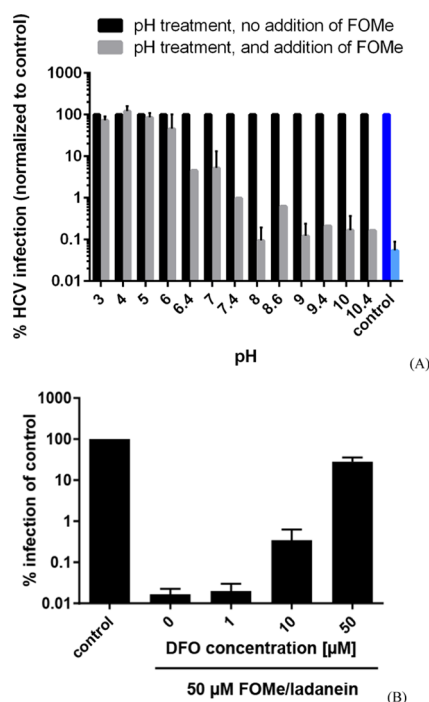 pH treatment, no addition of FOMe
pH treatment, and addition of FOMe
% HCV infection (normalized to control)
1000
100
10
1
0.1
0.01
3
4
5
6
6.4
7
7.4
8
8.6
9
9.4
10
10.4
control
pH
(A)
% infection of control
1000
100
10
1
0.1
0.01
control
0
1
10
50
DFO concentration [µM]
50 µM FOMe/ladanein
(B)